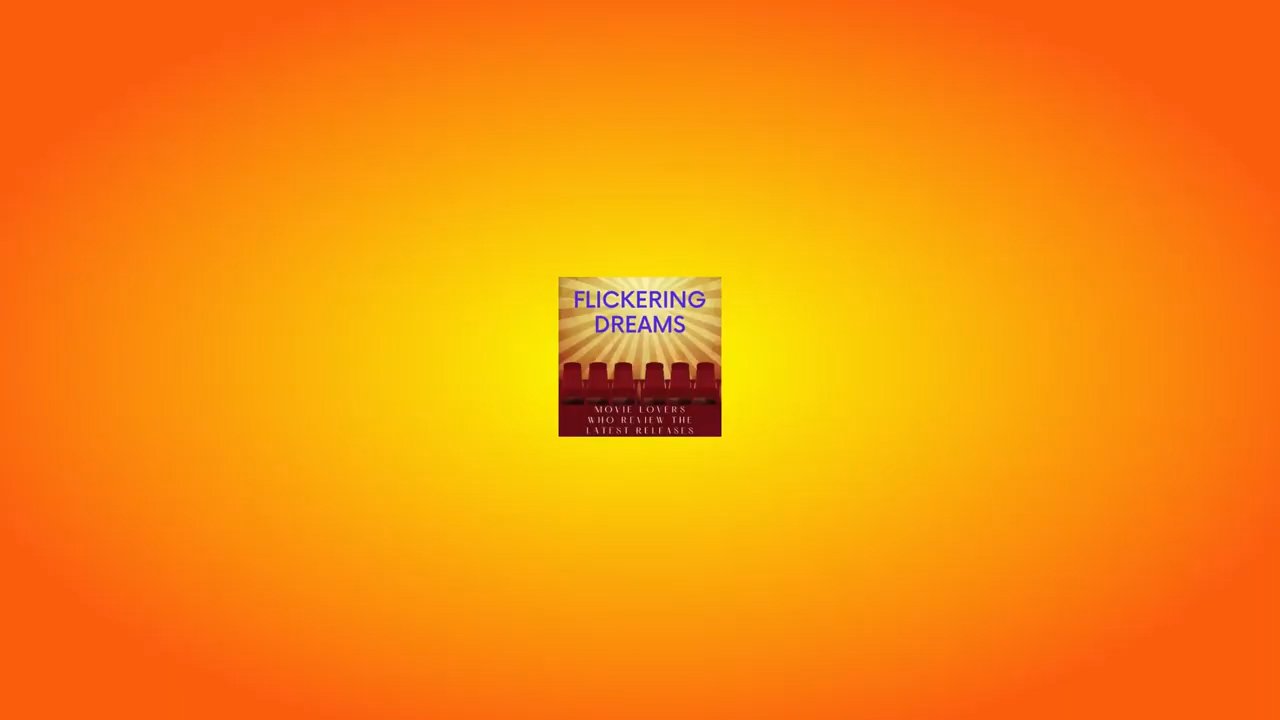 FLICKERING
DREAMS
MOVIE LOVERS
WHO REVIEW THE
LATEST RELEASES